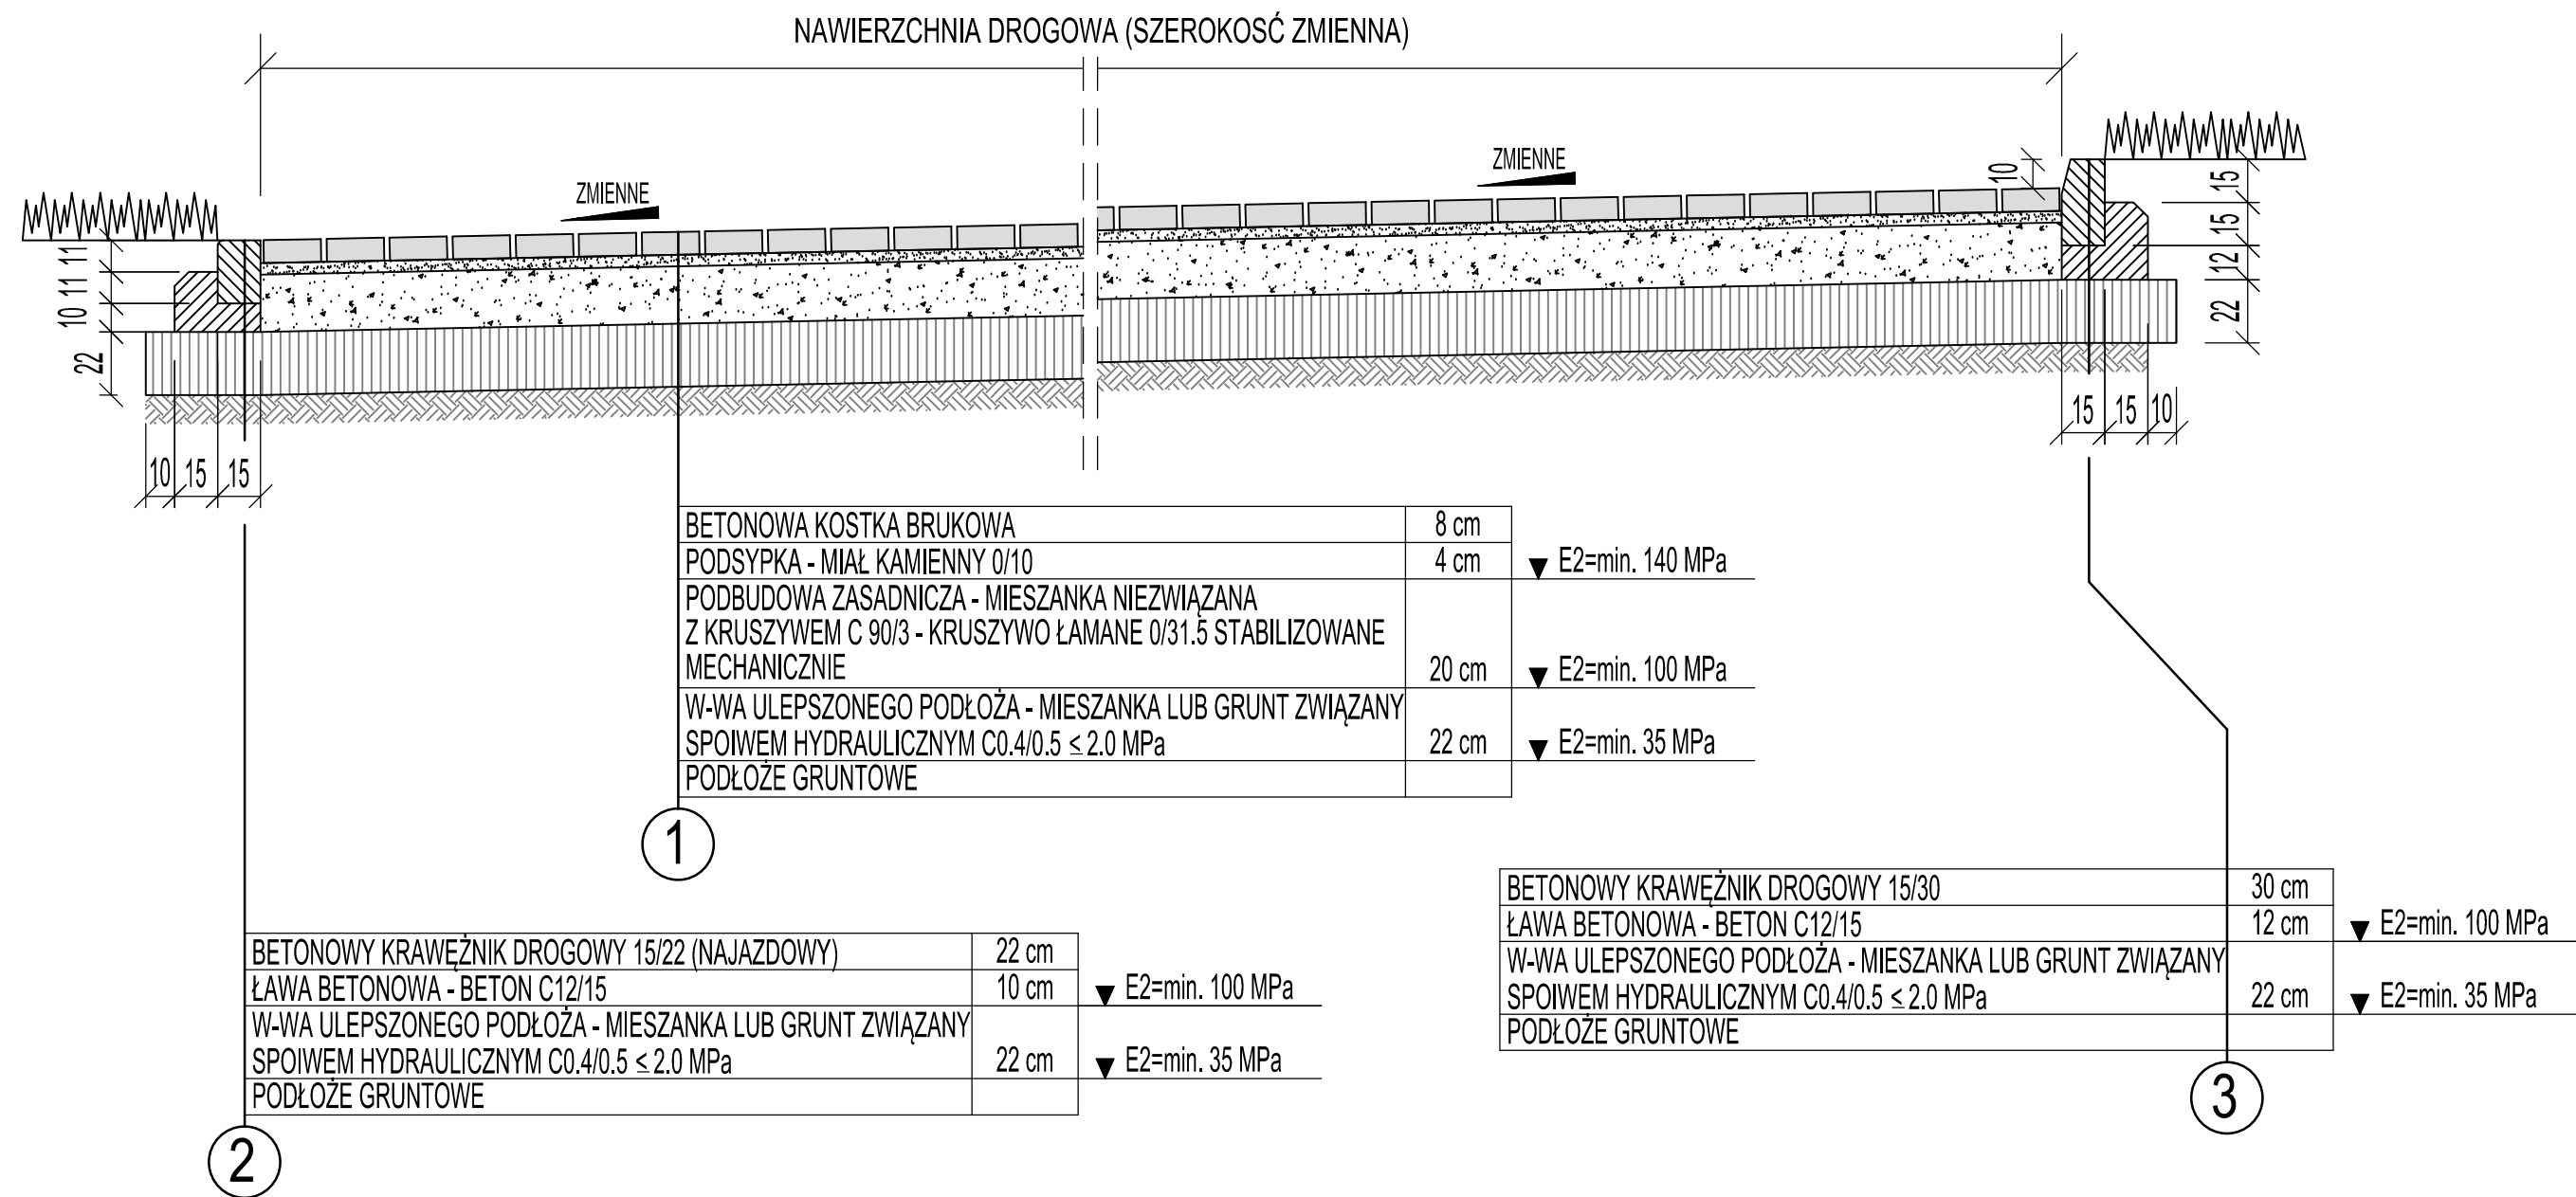 NAWIERZCHNIA DROGOWA (SZEROKOSĆ ZMIENNA)
ZMIENNE
ZMIENNE
10
11
11
10
22
15
15
12
22
10 15 15
15 15 10
BETONOWA KOSTKA BRUKOWA 8 cm
PODSYPKA - MIAŁ KAMIENNY 0/10 4 cm E2=min. 140 MPa
PODBUDOWA ZASADNICZA - MIESZANKA NIEZWIĄZANA
Z KRUSZYWEM C 90/3 - KRUSZYWO ŁAMANE 0/31.5 STABILIZOWANE
MECHANICZNIE 20 cm E2=min. 100 MPa
W-WA ULEPSZONEGO PODŁOŻA - MIESZANKA LUB GRUNT ZWIĄZANY
SPOIWEM HYDRAULICZNYM C0.4/0.5 ≤ 2.0 MPa 22 cm E2=min. 35 MPa
PODŁOŻE GRUNTOWE
1
BETONOWY KRAWĘŻNIK DROGOWY 15/22 (NAJAZDOWY) 22 cm
ŁAWA BETONOWA - BETON C12/15 10 cm E2=min. 100 MPa
W-WA ULEPSZONEGO PODŁOŻA - MIESZANKA LUB GRUNT ZWIĄZANY
SPOIWEM HYDRAULICZNYM C0.4/0.5 ≤ 2.0 MPa 22 cm E2=min. 35 MPa
PODŁOŻE GRUNTOWE
2
BETONOWY KRAWĘŻNIK DROGOWY 15/30 30 cm
ŁAWA BETONOWA - BETON C12/15 12 cm E2=min. 100 MPa
W-WA ULEPSZONEGO PODŁOŻA - MIESZANKA LUB GRUNT ZWIĄZANY
SPOIWEM HYDRAULICZNYM C0.4/0.5 ≤ 2.0 MPa 22 cm E2=min. 35 MPa
PODŁOŻE GRUNTOWE
3